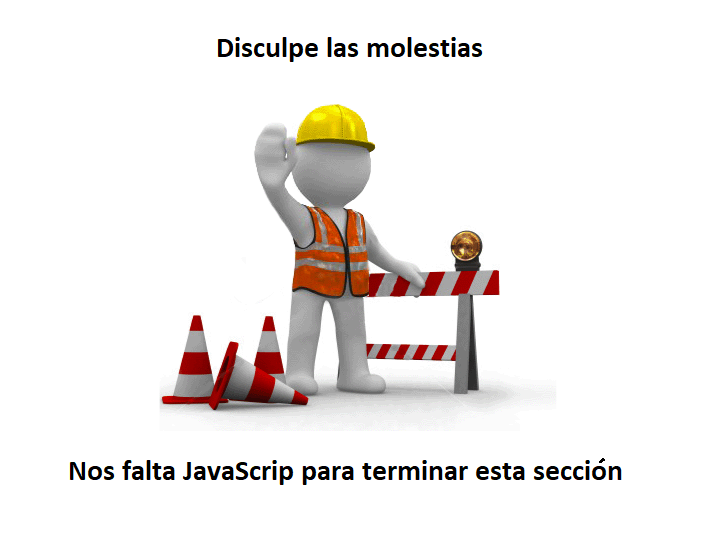 Disculpe las molestias
Nos falta JavaScrip para terminar esta sección